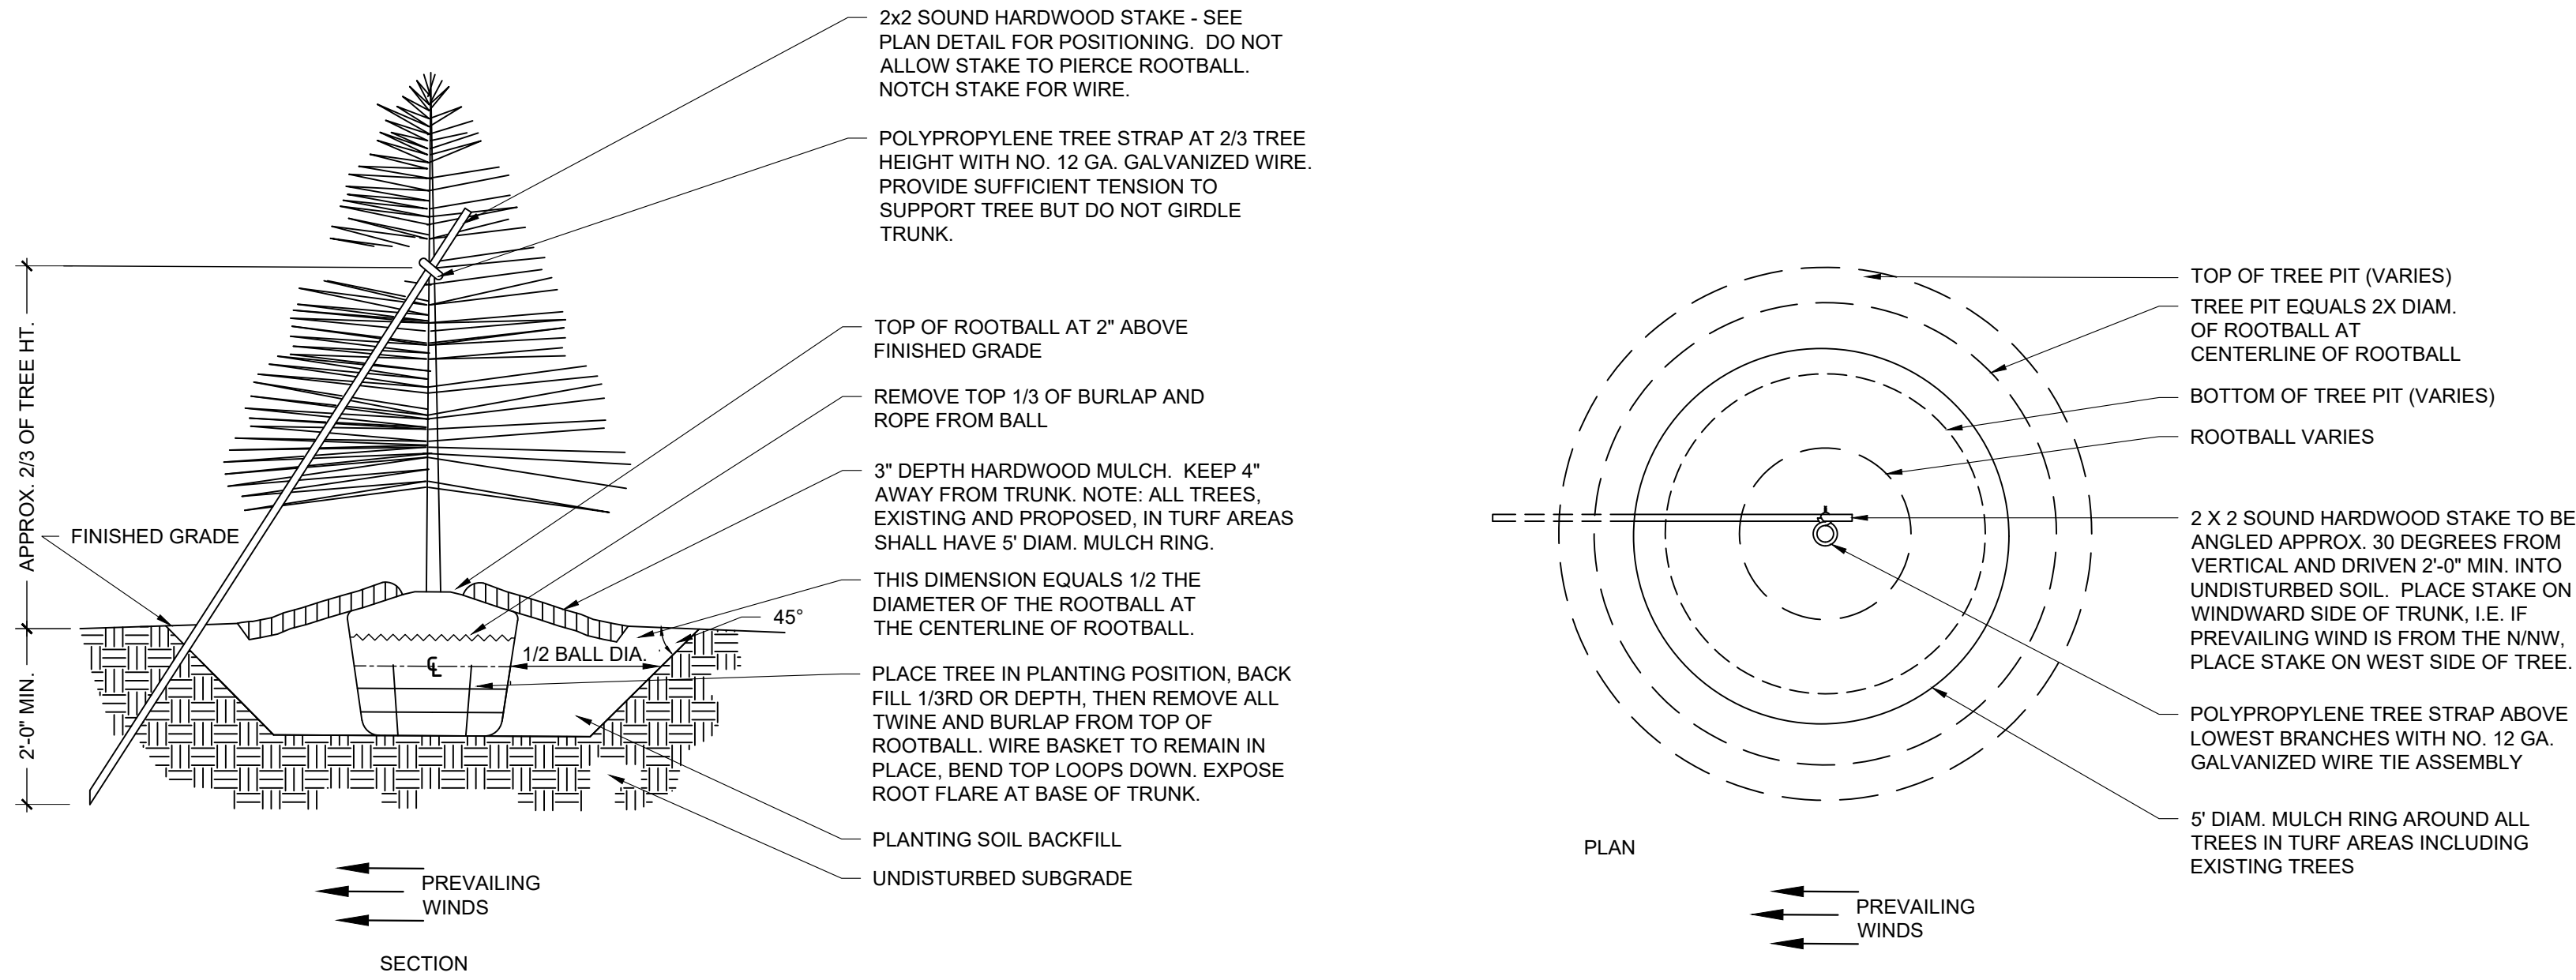 2x2 SOUND HARDWOOD STAKE - SEE
PLAN DETAIL FOR POSITIONING.  DO NOT
ALLOW STAKE TO PIERCE ROOTBALL.
NOTCH STAKE FOR WIRE.
POLYPROPYLENE TREE STRAP AT 2/3 TREE
HEIGHT WITH NO. 12 GA. GALVANIZED WIRE.
PROVIDE SUFFICIENT TENSION TO
SUPPORT TREE BUT DO NOT GIRDLE
TRUNK.
TOP OF ROOTBALL AT 2" ABOVE
FINISHED GRADE
REMOVE TOP 1/3 OF BURLAP AND
ROPE FROM BALL
3" DEPTH HARDWOOD MULCH.  KEEP 4"
AWAY FROM TRUNK. NOTE: ALL TREES,
EXISTING AND PROPOSED, IN TURF AREAS
SHALL HAVE 5' DIAM. MULCH RING.
THIS DIMENSION EQUALS 1/2 THE
DIAMETER OF THE ROOTBALL AT
THE CENTERLINE OF ROOTBALL.
PLACE TREE IN PLANTING POSITION, BACK
FILL 1/3RD OR DEPTH, THEN REMOVE ALL
TWINE AND BURLAP FROM TOP OF
ROOTBALL. WIRE BASKET TO REMAIN IN
PLACE, BEND TOP LOOPS DOWN. EXPOSE
ROOT FLARE AT BASE OF TRUNK.
PLANTING SOIL BACKFILL
UNDISTURBED SUBGRADE
APPROX. 2/3 OF TREE HT.
2'-0" MIN.
FINISHED GRADE
45°
1/2 BALL DIA.
℄
PREVAILING
WINDS
SECTION
TOP OF TREE PIT (VARIES)
TREE PIT EQUALS 2X DIAM.
OF ROOTBALL AT
CENTERLINE OF ROOTBALL
BOTTOM OF TREE PIT (VARIES)
ROOTBALL VARIES
2 X 2 SOUND HARDWOOD STAKE TO BE
ANGLED APPROX. 30 DEGREES FROM
VERTICAL AND DRIVEN 2'-0" MIN. INTO
UNDISTURBED SOIL.  PLACE STAKE ON
WINDWARD SIDE OF TRUNK, I.E. IF
PREVAILING WIND IS FROM THE N/NW,
PLACE STAKE ON WEST SIDE OF TREE.
POLYPROPYLENE TREE STRAP ABOVE
LOWEST BRANCHES WITH NO. 12 GA.
GALVANIZED WIRE TIE ASSEMBLY
5' DIAM. MULCH RING AROUND ALL
TREES IN TURF AREAS INCLUDING
EXISTING TREES
PLAN
PREVAILING
WINDS